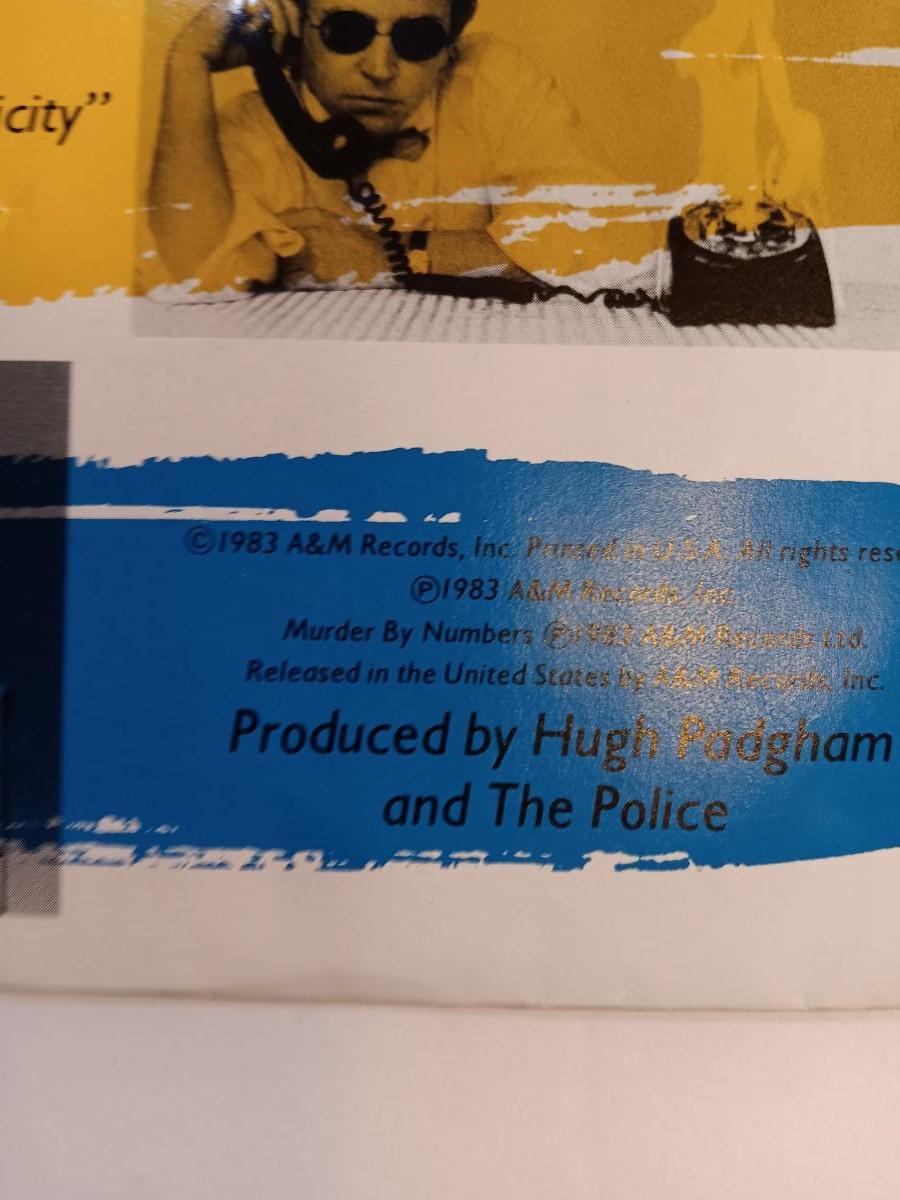 icity”
©1983 A&M Records, Inc. Printed in U.S.A. All rights rese
℗1983 A&M Records, Inc.
Murder By Numbers ℗1983 A&M Records Ltd.
Released in the United States by A&M Records, Inc.
Produced by Hugh Padgham
and The Police